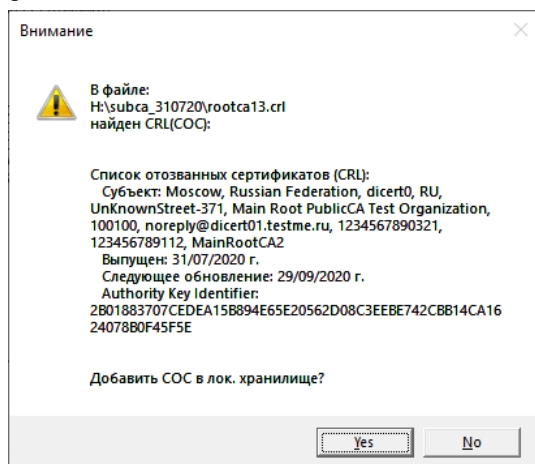 Внимание
В файле:
H:\subca_310720\rootca13.crl
найден CRL(СОС):
Список отозванных сертификатов (CRL):
Субъект: Moscow, Russian Federation, dicert0, RU,
UnKnownStreet-371, Main Root PublicCA Test Organization,
100100, noreply@dicert01.testme.ru, 1234567890321,
123456789112, MainRootCA2
Выпущен: 31/07/2020 г.
Следующее обновление: 29/09/2020 г.
Authority Key Identifier:
2B01883707CEDEA15B894E65E20562D08C3EEBE742CBB14CA16
24078B0F45F5E
Добавить СОС в лок. хранилище?
Yes
No